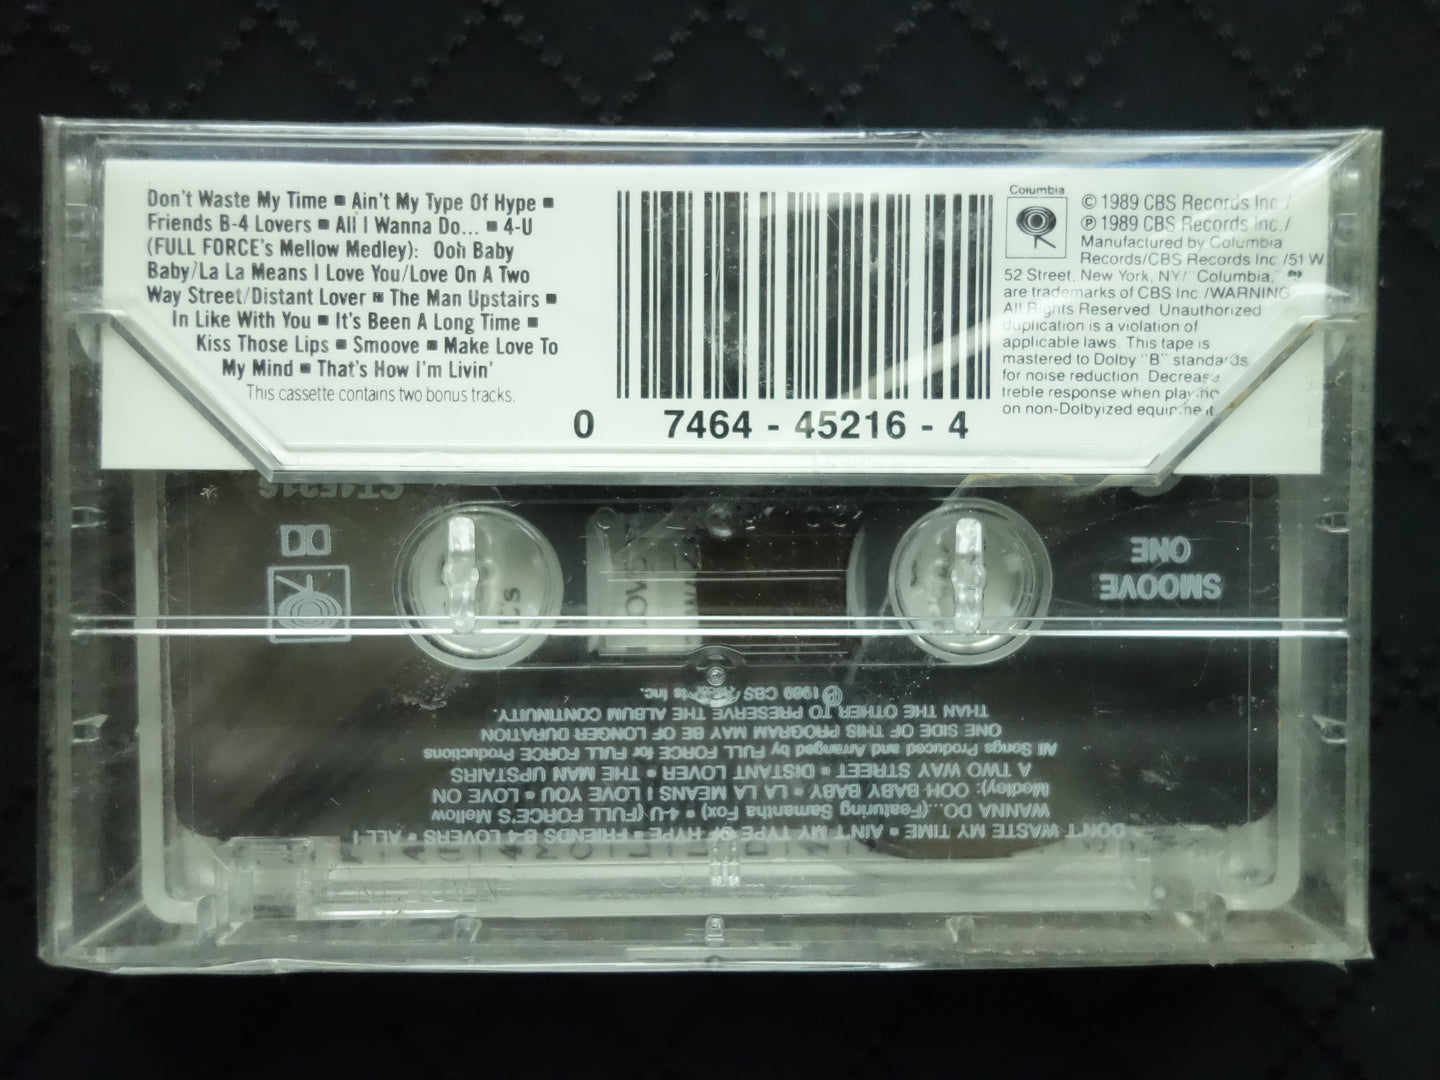 Don't Waste My Time ■ Ain't My Type Of Hype ■
Friends B-4 Lovers ■ All I Wanna Do... ■ 4-U
(FULL FORCE's Mellow Medley): Ooh Baby
Baby/La La Means I Love You/Love On A Two
Way Street/Distant Lover ■ The Man Upstairs ■
In Like With You ■ It's Been A Long Time ■
Kiss Those Lips ■ Smoove ■ Make Love To
My Mind ■ That's How I'm Livin'
This cassette contains two bonus tracks.
0 7464-45216-4
Columbia
© 1989 CBS Records Inc./
℗ 1989 CBS Records Inc./
Manufactured by Columbia
Records/CBS Records Inc./51 W.
52 Street, New York, NY/ "Columbia,"
are trademarks of CBS Inc./WARNING:
All Rights Reserved. Unauthorized
duplication is a violation of
applicable laws. This tape is
mastered to Dolby "B" standards
for noise reduction. Decrease
treble response when playing
on non-Dolbyized equipment.
CT45216
SMOOVE
ONE
DON'T WASTE MY TIME ■ AIN'T MY TYPE OF HYPE ■ FRIENDS B-4 LOVERS ■ ALL I
WANNA DO...(Featuring Samantha Fox) ■ 4-U (FULL FORCE'S Mellow
Medley): OOH BABY BABY ■ LA LA MEANS I LOVE YOU ■ LOVE ON
A TWO WAY STREET ■ DISTANT LOVER ■ THE MAN UPSTAIRS
All Songs Produced and Arranged by FULL FORCE for FULL FORCE Productions
ONE SIDE OF THIS PROGRAM MAY BE OF LONGER DURATION
THAN THE OTHER TO PRESERVE THE ALBUM CONTINUITY.
℗ 1989 CBS Inc.